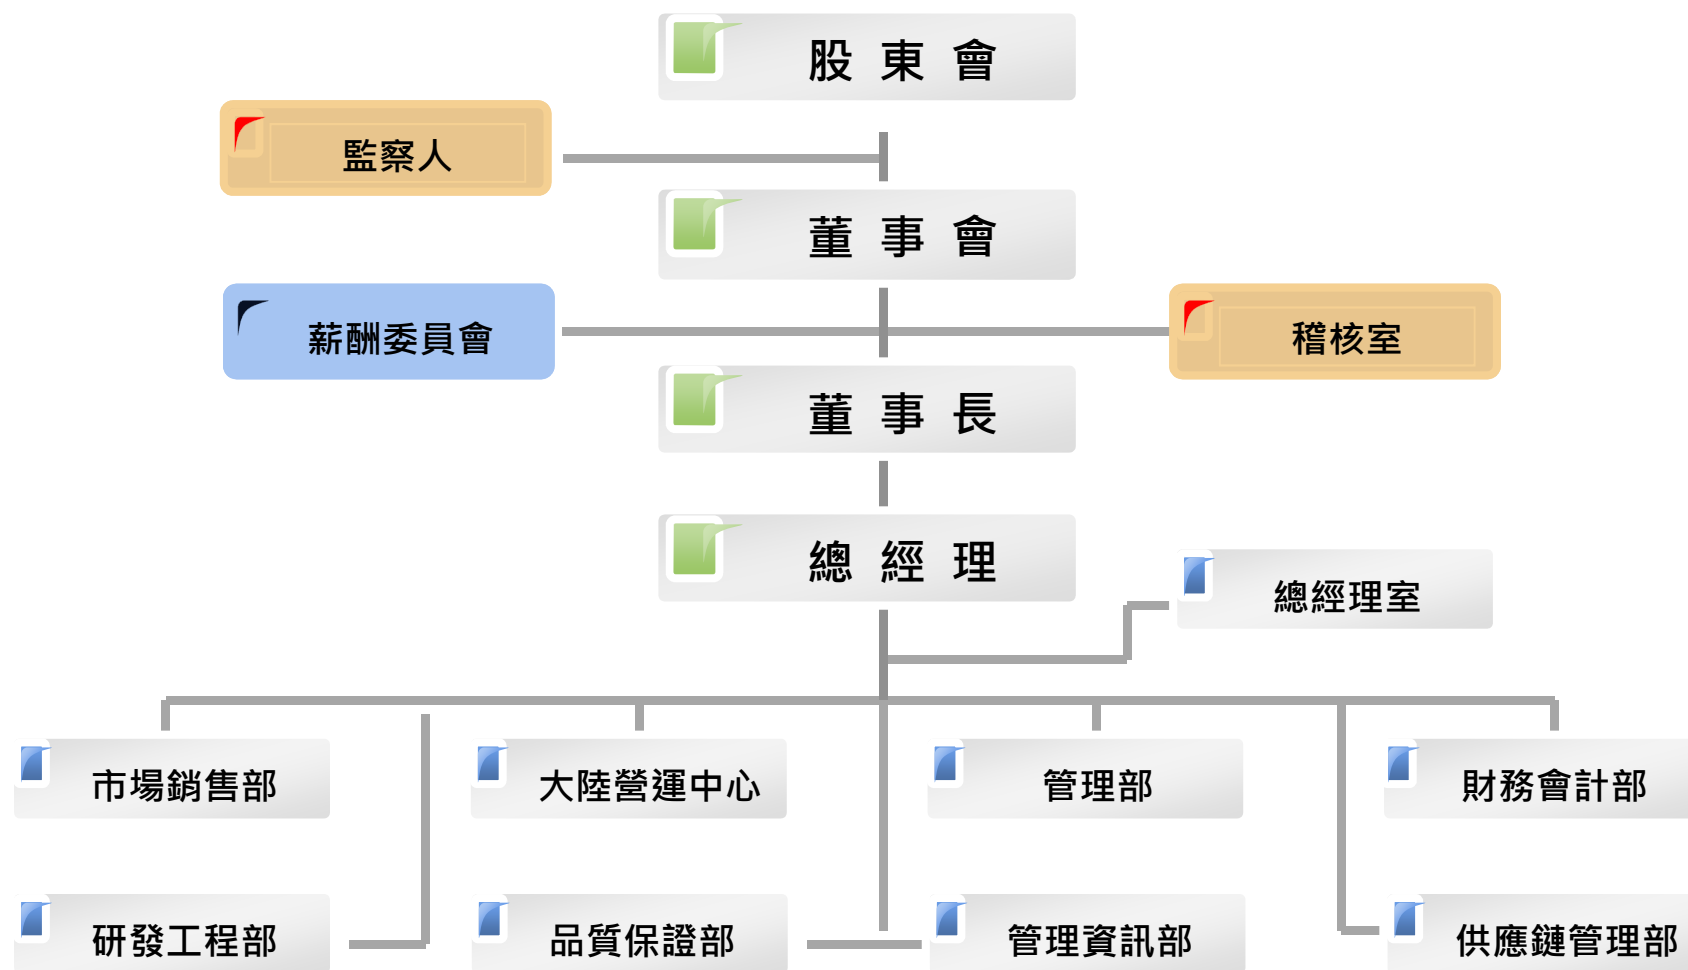 股東會
監察人
董事會
薪酬委員會
稽核室
董事長
總經理
總經理室
市場銷售部
大陸營運中心
管理部
財務會計部
研發工程部
品質保證部
管理資訊部
供應鏈管理部